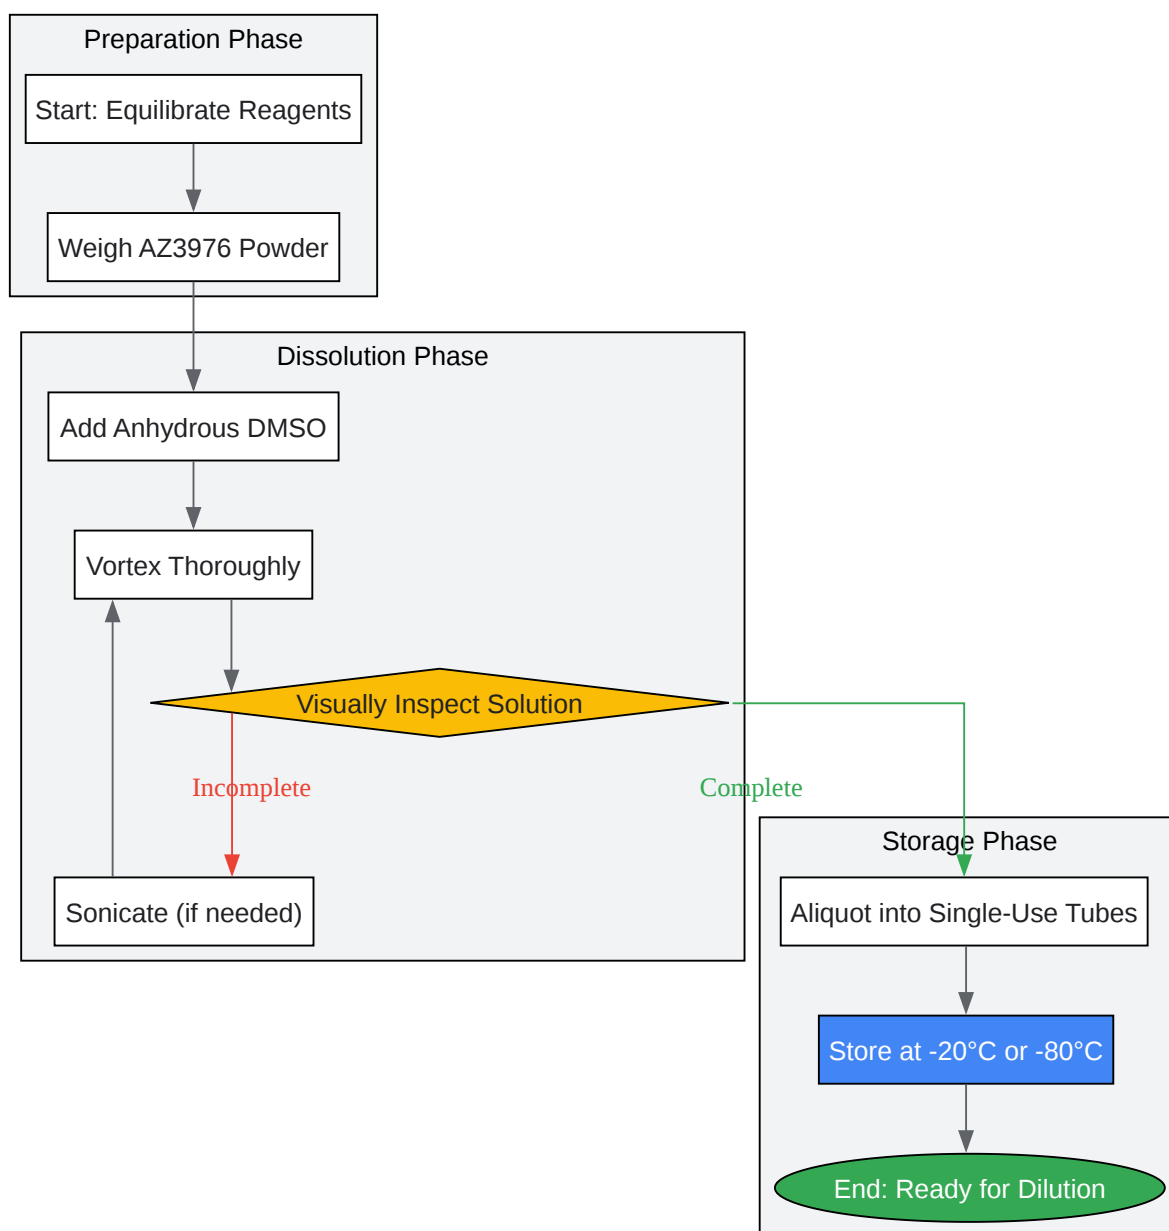 Preparation Phase
Start: Equilibrate Reagents
Weigh AZ3976 Powder
Dissolution Phase
Add Anhydrous DMSO
Vortex Thoroughly
Visually Inspect Solution
Incomplete
Complete
Sonicate (if needed)
Storage Phase
Aliquot into Single-Use Tubes
Store at -20°C or -80°C
End: Ready for Dilution